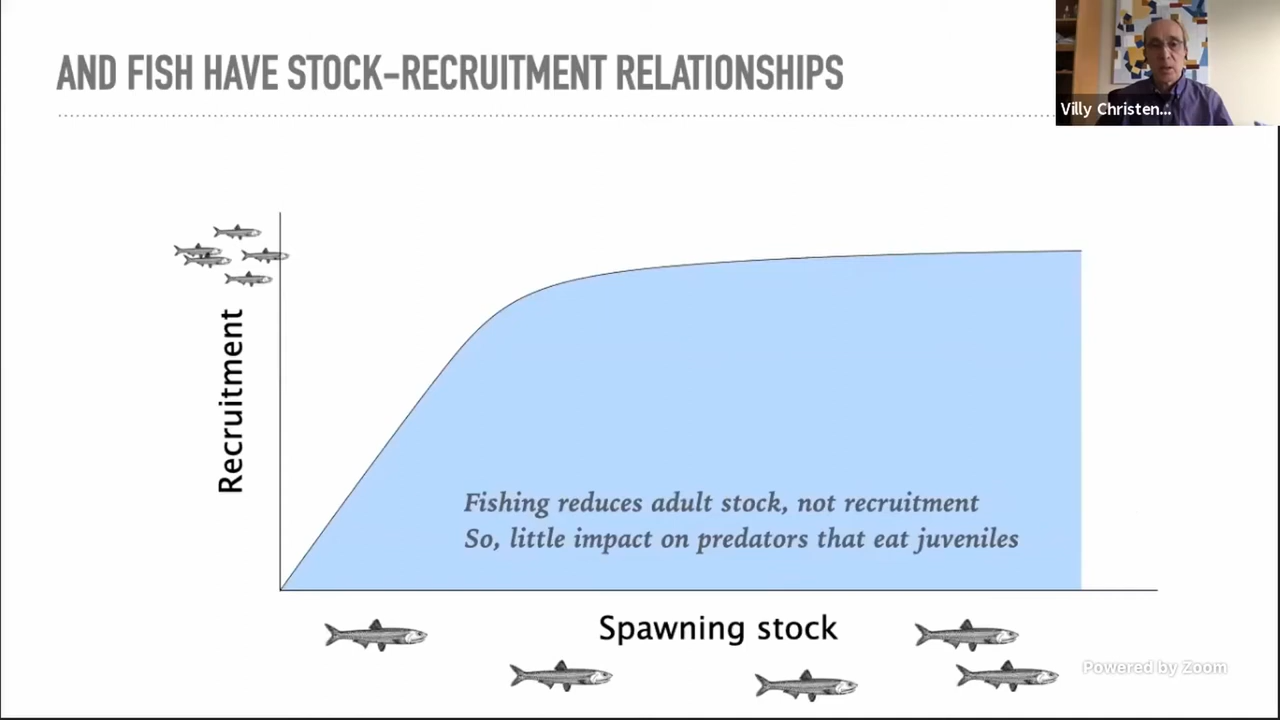 AND FISH HAVE STOCK-RECRUITMENT RELATIONSHIPS
Villy Christen...
Recruitment
Fishing reduces adult stock, not recruitment
So, little impact on predators that eat juveniles
Spawning stock
Powered by Zoom